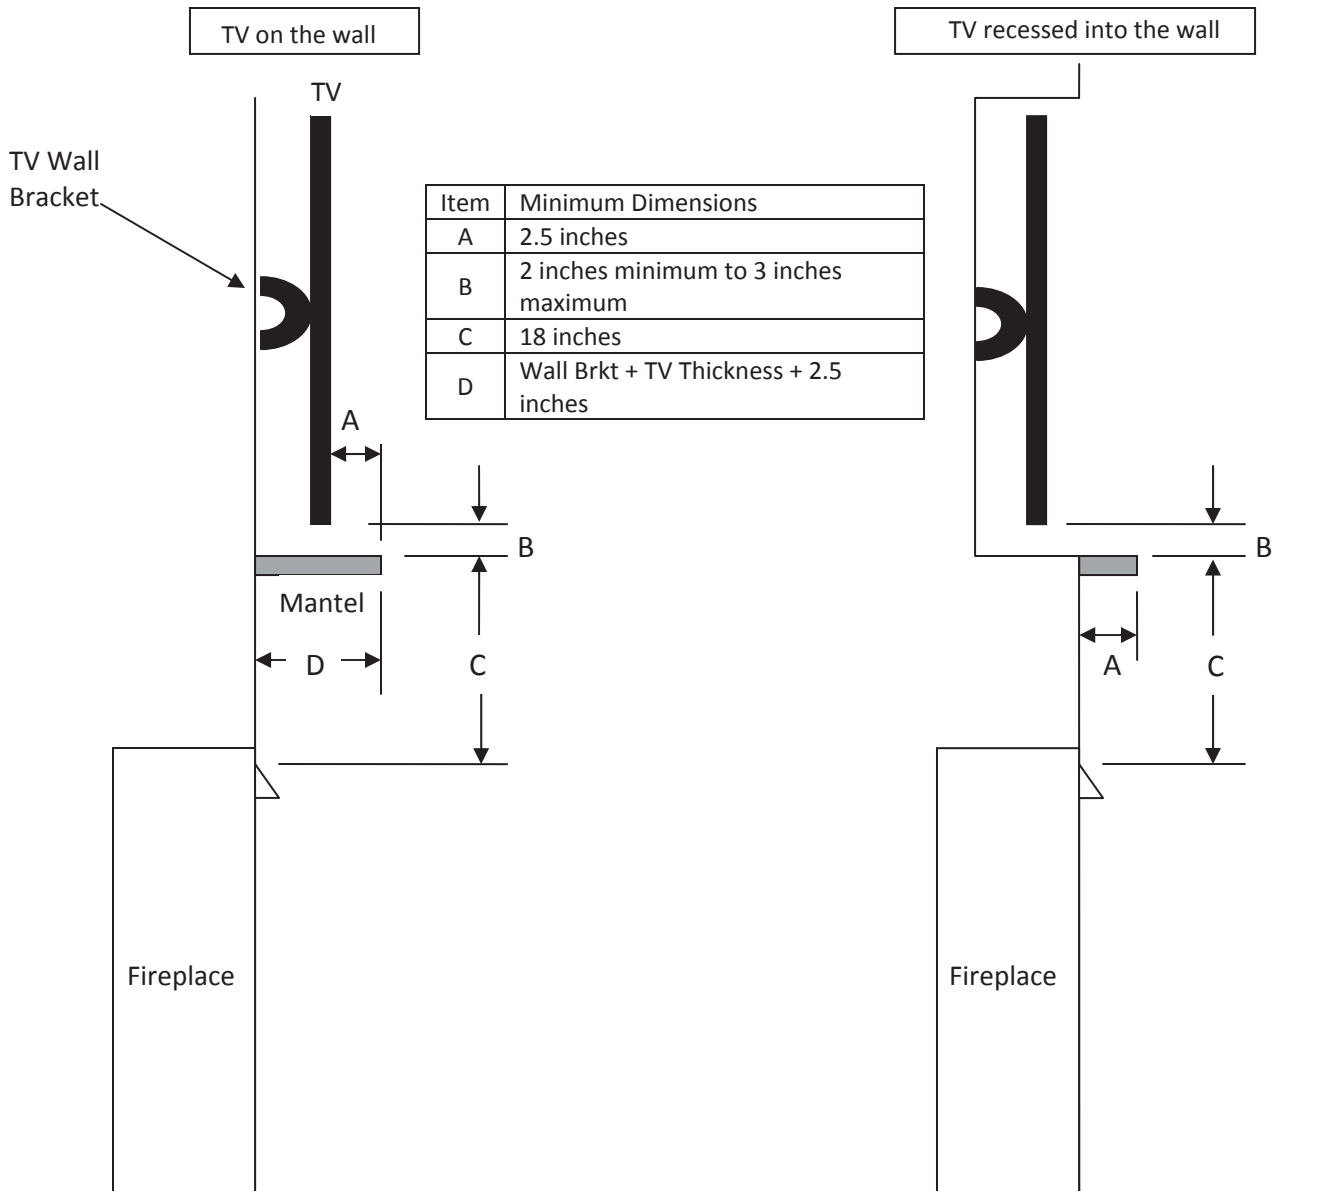 TV on the wall
TV recessed into the wall
TV
TV Wall
Bracket
Item Minimum Dimensions
A 2.5 inches
B 2 inches minimum to 3 inches
maximum
C 18 inches
D Wall Brkt + TV Thickness + 2.5
inches
A
B
Mantel
D
C
Fireplace
B
A
C
Fireplace